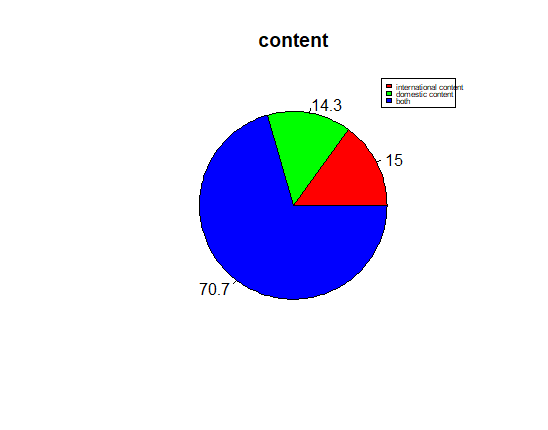 content
international content
domestic content
both
14.3
15
70.7